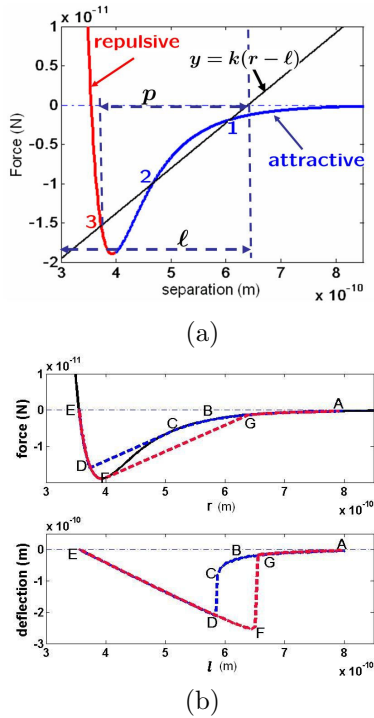 x 10⁻¹¹
1
0.5
0
-0.5
-1
-1.5
-2
Force (N)
repulsive
y = k(r − ℓ)
p
1
attractive
2
3
ℓ
3 4 5 6 7 8
separation (m)
x 10⁻¹⁰
(a)
x 10⁻¹¹
1
0
-1
force (N)
E
A
B
C
G
D
F
3 4 5 6 7 8
r (m)
x 10⁻¹⁰
x 10⁻¹⁰
0
-1
-2
-3
deflection (m)
E
A
B
G
C
D
F
3 4 5 6 7 8
l (m)
x 10⁻¹⁰
(b)